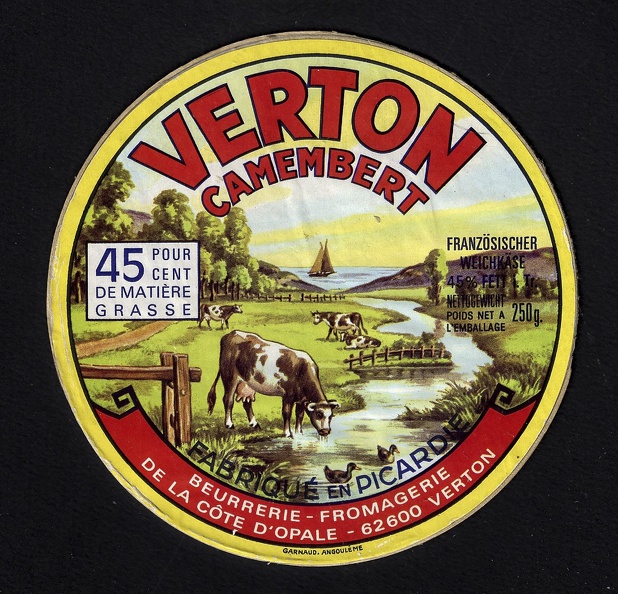 VERTON
CAMEMBERT
45 POUR
CENT
DE MATIÈRE
GRASSE
FRANZÖSISCHER
WEICHKÄSE
45% FETT i. Tr.
NETTOGEWICHT
POIDS NET A
L'EMBALLAGE
250g.
FABRIQUÉ EN PICARDIE
BEURRERIE - FROMAGERIE
DE LA CÔTE D'OPALE - 62600 VERTON
GARNAUD. ANGOULEME